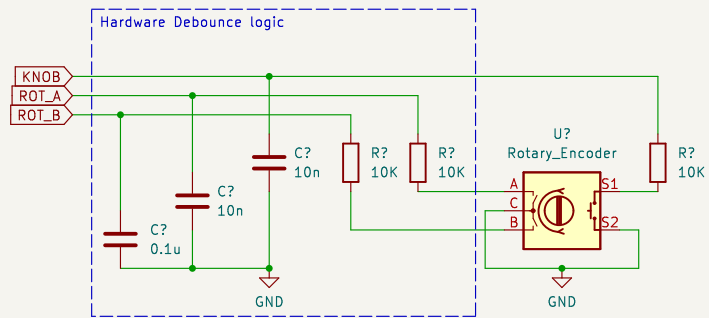 Hardware Debounce logic
KNOB
ROT_A
ROT_B
C?
10n
C?
10n
C?
0.1u
R?
10K
R?
10K
U?
Rotary_Encoder
A
C
B
S1
S2
R?
10K
GND
GND